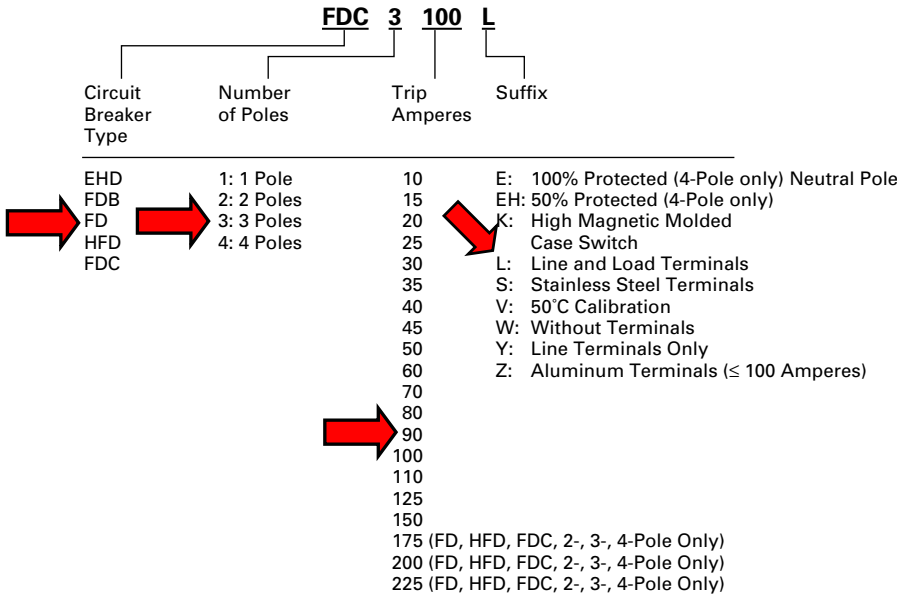 FDC 3 100 L
Circuit Breaker Type
Number of Poles
Trip Amperes
Suffix
EHD
FDB
FD
HFD
FDC
1: 1 Pole
2: 2 Poles
3: 3 Poles
4: 4 Poles
10
15
20
25
30
35
40
45
50
60
70
80
90
100
110
125
150
175 (FD, HFD, FDC, 2-, 3-, 4-Pole Only)
200 (FD, HFD, FDC, 2-, 3-, 4-Pole Only)
225 (FD, HFD, FDC, 2-, 3-, 4-Pole Only)
E: 100% Protected (4-Pole only) Neutral Pole
EH: 50% Protected (4-Pole only)
K: High Magnetic Molded
Case Switch
L: Line and Load Terminals
S: Stainless Steel Terminals
V: 50°C Calibration
W: Without Terminals
Y: Line Terminals Only
Z: Aluminum Terminals (≤ 100 Amperes)